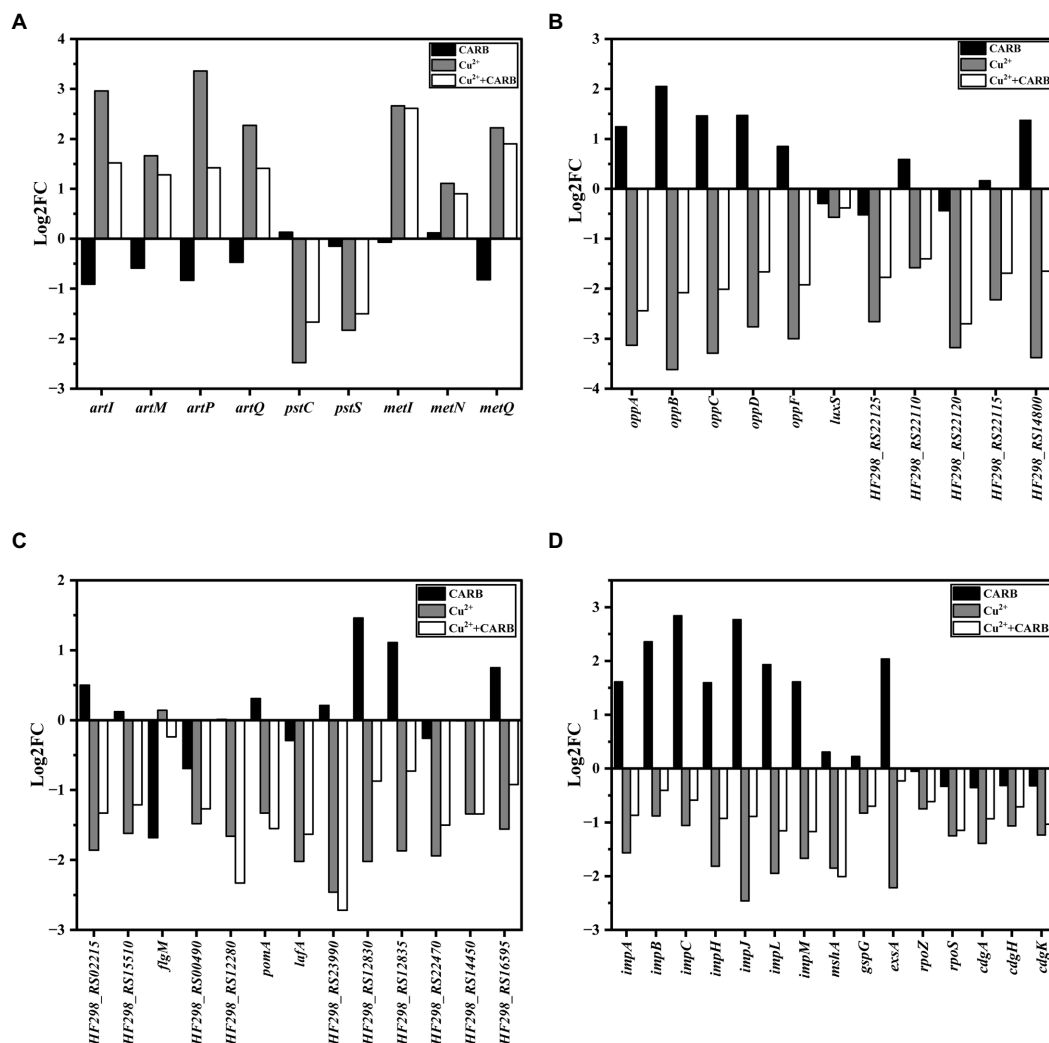 A
4
3
2
1
0
−1
−2
−3
Log2FC
CARB
Cu²⁺
Cu²⁺+CARB
artI
artM
artP
artQ
pstC
pstS
metI
metN
metQ
B
3
2
1
0
−1
−2
−3
−4
Log2FC
CARB
Cu²⁺
Cu²⁺+CARB
oppA
oppB
oppC
oppD
oppF
luxS
HF298_RS22125
HF298_RS22110
HF298_RS22120
HF298_RS22115
HF298_RS14800
C
2
1
0
−1
−2
−3
Log2FC
CARB
Cu²⁺
Cu²⁺+CARB
HF298_RS02215
HF298_RS15510
flgM
HF298_RS00490
HF298_RS12280
pomA
lafA
HF298_RS23990
HF298_RS12830
HF298_RS12835
HF298_RS22470
HF298_RS14450
HF298_RS16595
D
3
2
1
0
−1
−2
−3
Log2FC
CARB
Cu²⁺
Cu²⁺+CARB
impA
impB
impC
impH
impJ
impL
impM
mshA
gspG
exsA
rpoZ
rpoS
cdgA
cdgH
cdgK